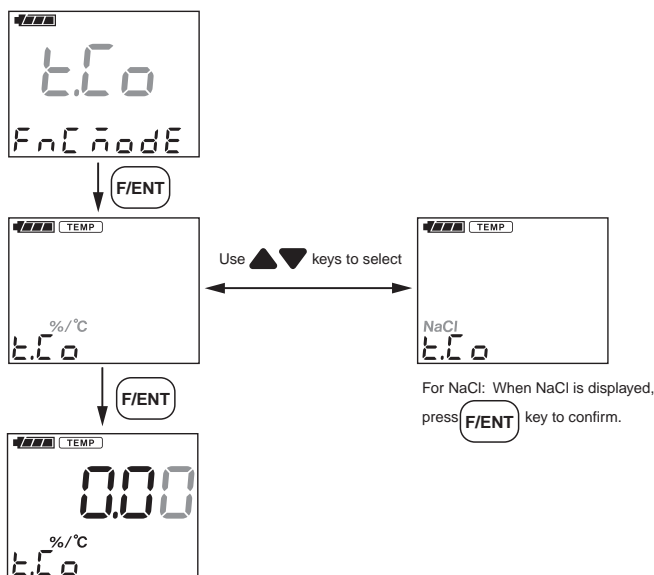 t.Co
FnC modE
F/ENT
TEMP
%/°C
t.Co
Use ▲ ▼ keys to select
TEMP
NaCl
t.Co
For NaCl: When NaCl is displayed,
press F/ENT key to confirm.
F/ENT
TEMP
0.00
%/°C
t.Co